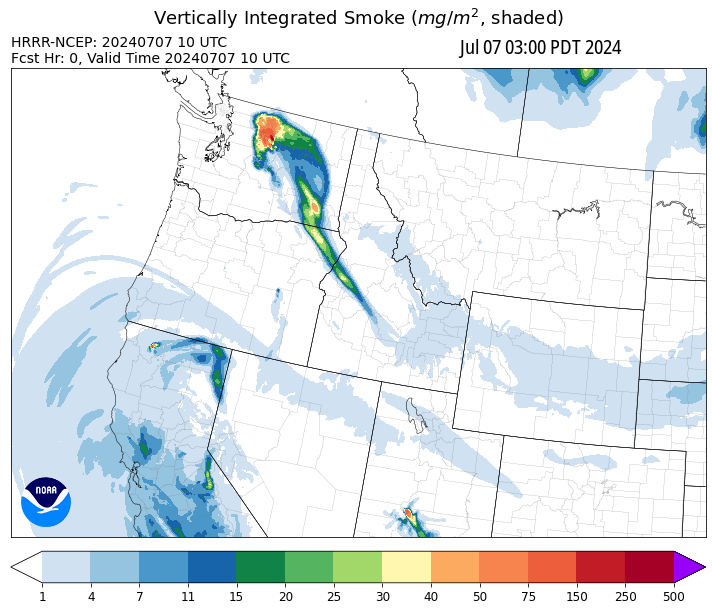 Vertically Integrated Smoke (mg/m², shaded)
HRRR-NCEP: 20240707 10 UTC
Jul 07 03:00 PDT 2024
Fcst Hr: 0, Valid Time 20240707 10 UTC
NOAA
1 4 7 11 15 20 25 30 40 50 75 150 250 500